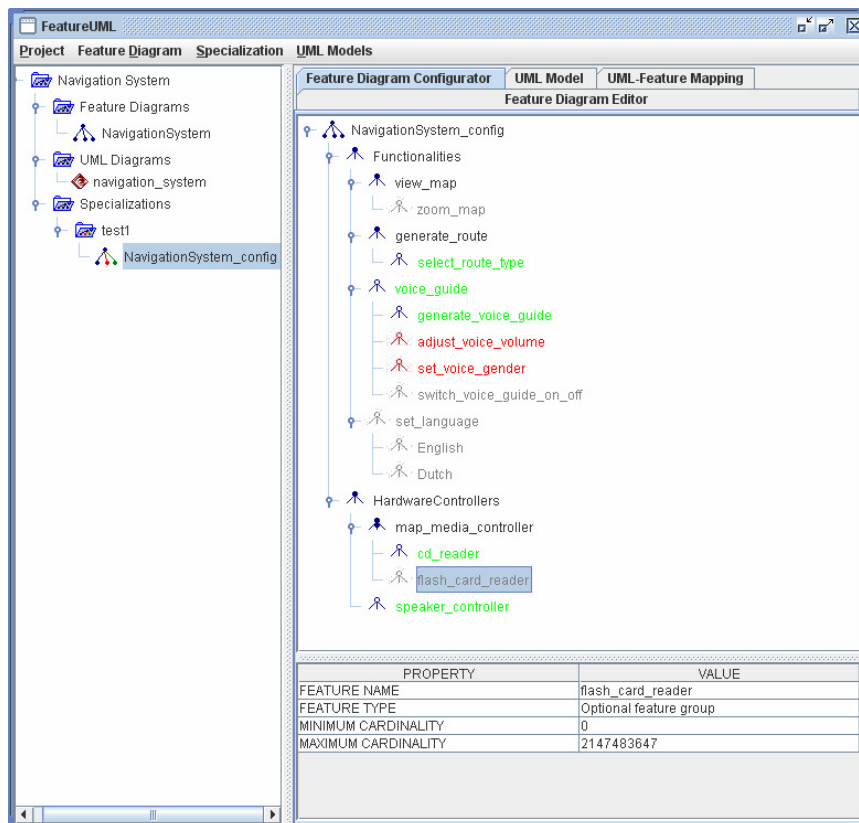 FeatureUML
Project Feature Diagram Specialization UML Models
Navigation System
Feature Diagrams
NavigationSystem
UML Diagrams
navigation_system
Specializations
test1
NavigationSystem_config
Feature Diagram Configurator UML Model UML-Feature Mapping
Feature Diagram Editor
NavigationSystem_config
Functionalities
view_map
zoom_map
generate_route
select_route_type
voice_guide
generate_voice_guide
adjust_voice_volume
set_voice_gender
switch_voice_guide_on_off
set_language
English
Dutch
HardwareControllers
map_media_controller
cd_reader
flash_card_reader
speaker_controller
PROPERTY VALUE
FEATURE NAME flash_card_reader
FEATURE TYPE Optional feature group
MINIMUM CARDINALITY 0
MAXIMUM CARDINALITY 2147483647